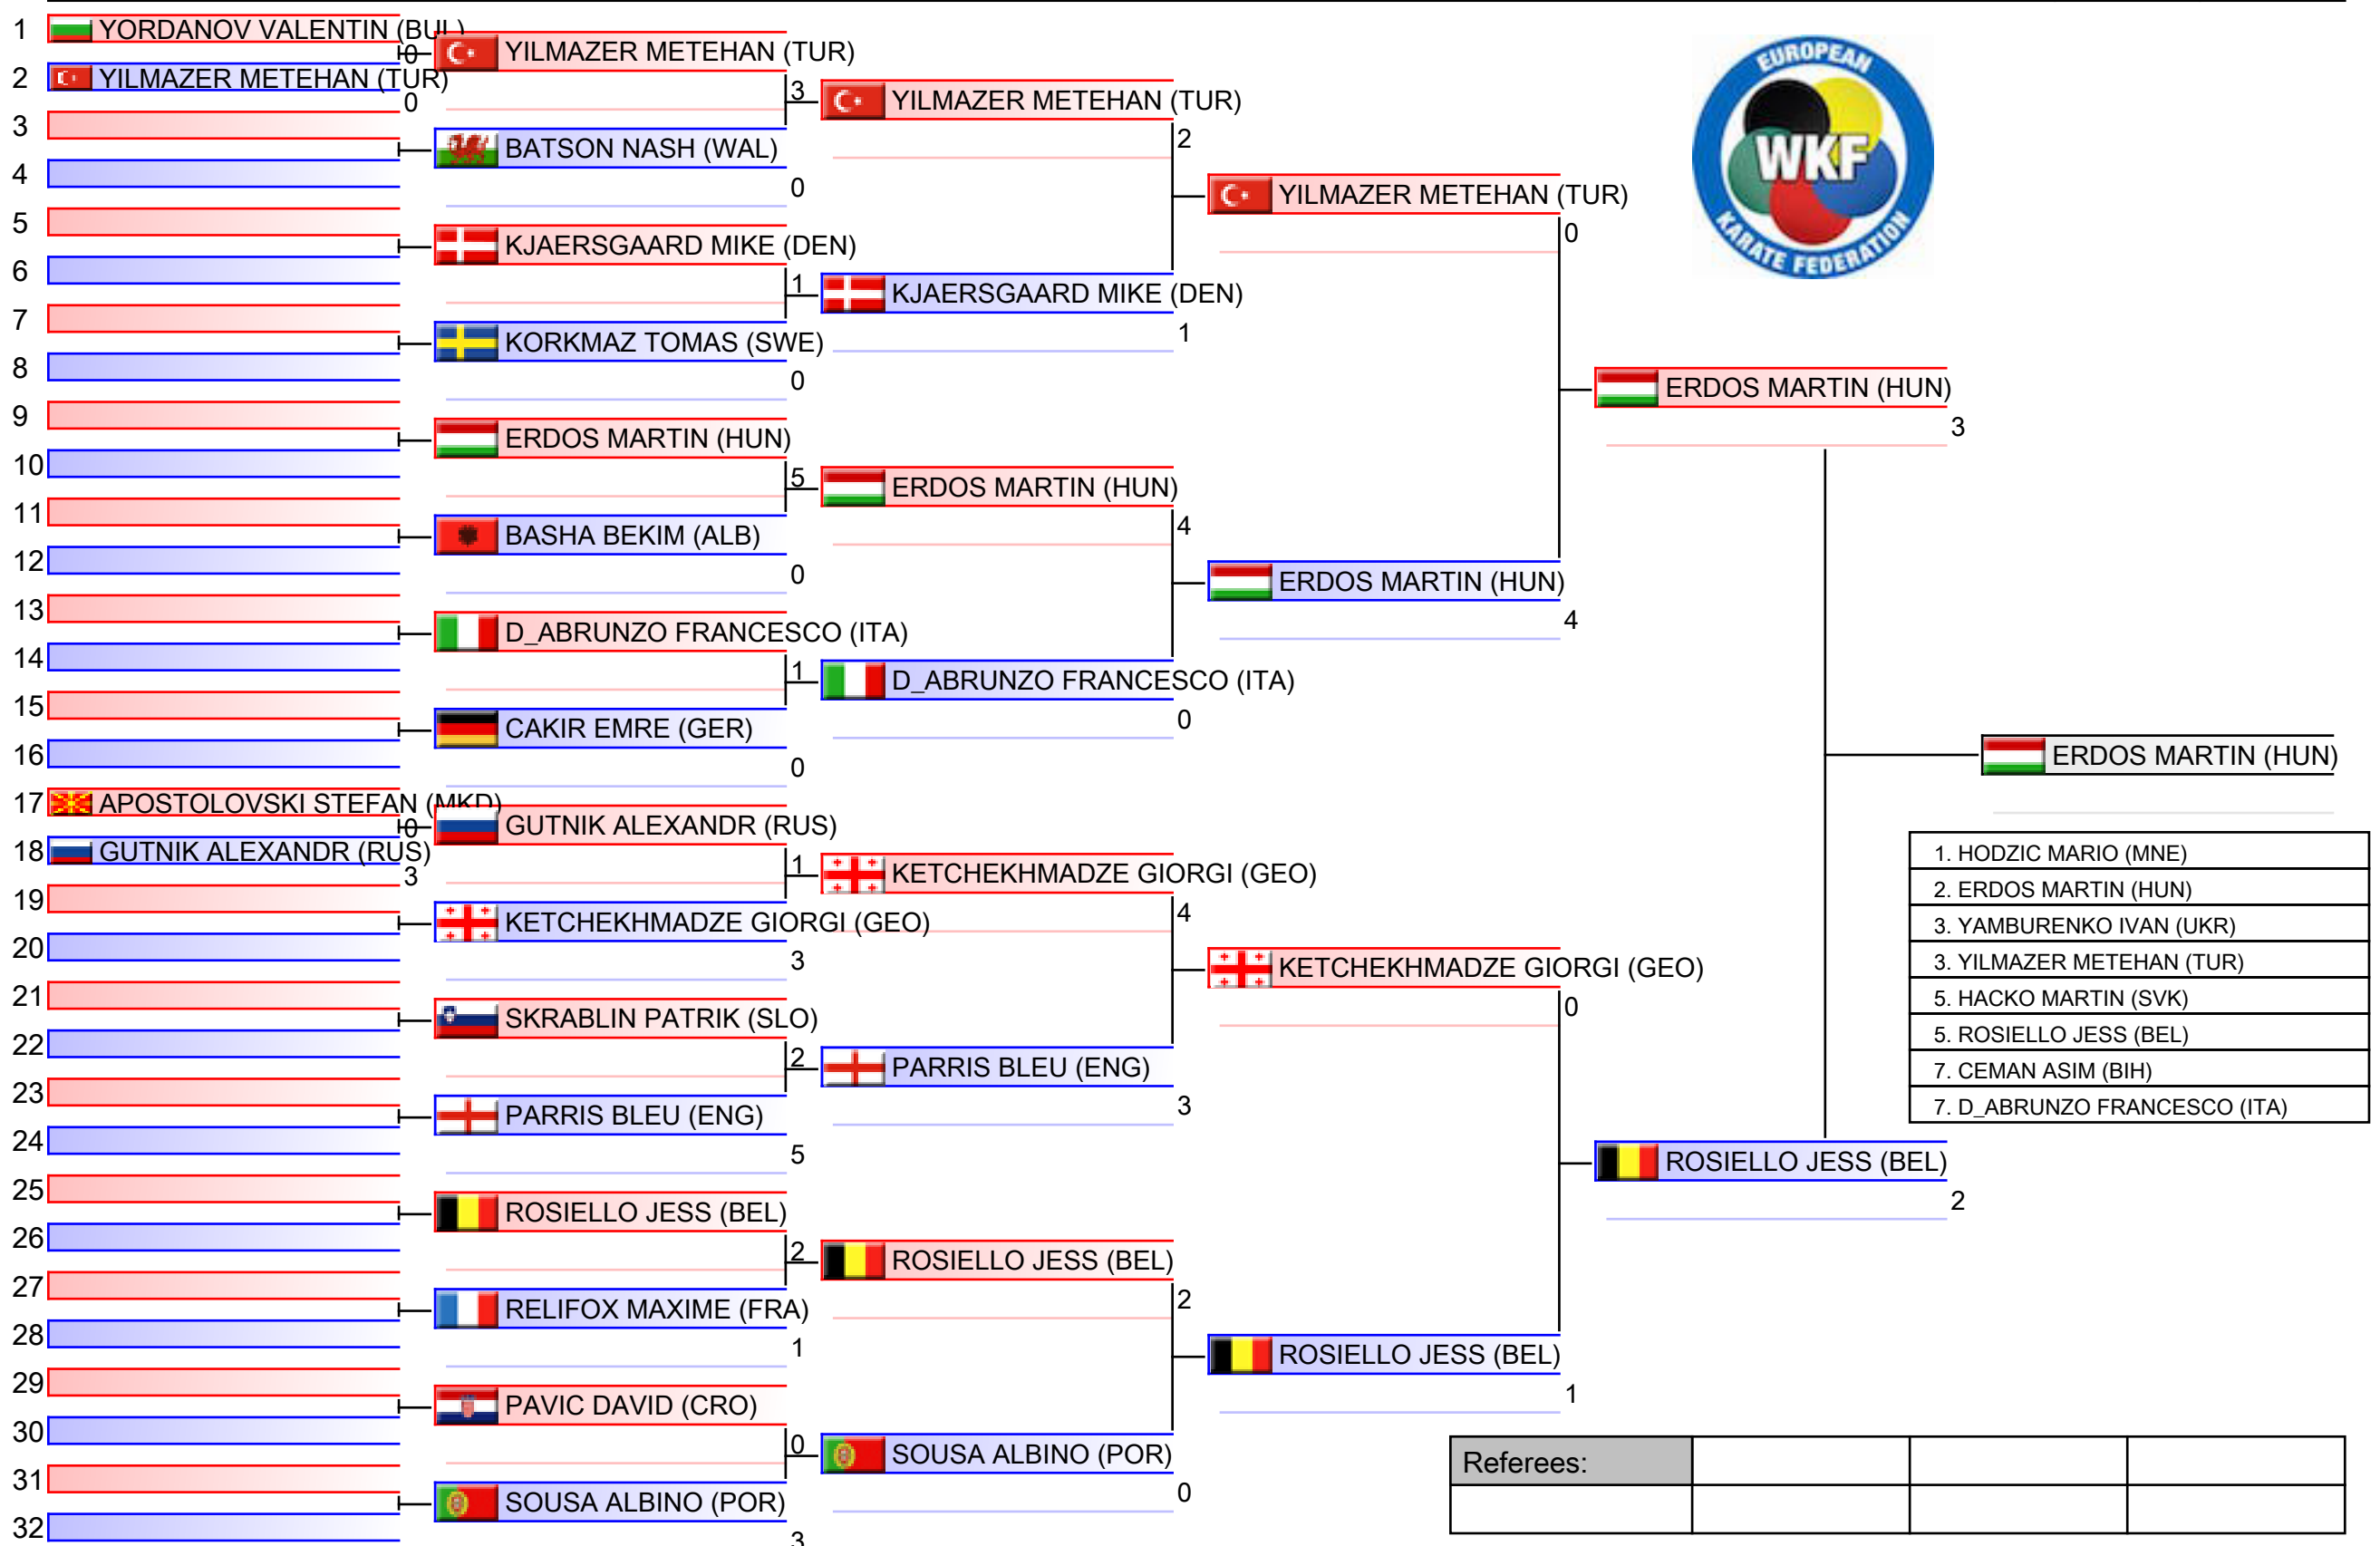 1 YORDANOV VALENTIN (BUL)
0
2 YILMAZER METEHAN (TUR)
0
3
4
5
6
7
8
9
10
11
12
13
14
15
16
17 APOSTOLOVSKI STEFAN (MKD)
0
18 GUTNIK ALEXANDR (RUS)
3
19
20
21
22
23
24
25
26
27
28
29
30
31
32
YILMAZER METEHAN (TUR)
3
BATSON NASH (WAL)
0
KJAERSGAARD MIKE (DEN)
1
KORKMAZ TOMAS (SWE)
0
ERDOS MARTIN (HUN)
5
BASHA BEKIM (ALB)
0
D_ABRUNZO FRANCESCO (ITA)
1
CAKIR EMRE (GER)
0
GUTNIK ALEXANDR (RUS)
1
KETCHEKHMADZE GIORGI (GEO)
3
SKRABLIN PATRIK (SLO)
2
PARRIS BLEU (ENG)
5
ROSIELLO JESS (BEL)
2
RELIFOX MAXIME (FRA)
1
PAVIC DAVID (CRO)
0
SOUSA ALBINO (POR)
3
YILMAZER METEHAN (TUR)
2
KJAERSGAARD MIKE (DEN)
1
ERDOS MARTIN (HUN)
4
D_ABRUNZO FRANCESCO (ITA)
0
KETCHEKHMADZE GIORGI (GEO)
4
PARRIS BLEU (ENG)
3
ROSIELLO JESS (BEL)
2
SOUSA ALBINO (POR)
0
YILMAZER METEHAN (TUR)
0
ERDOS MARTIN (HUN)
4
KETCHEKHMADZE GIORGI (GEO)
0
ROSIELLO JESS (BEL)
1
ERDOS MARTIN (HUN)
3
ROSIELLO JESS (BEL)
2
ERDOS MARTIN (HUN)
EUROPEAN
WKF
KARATE FEDERATION
1. HODZIC MARIO (MNE)
2. ERDOS MARTIN (HUN)
3. YAMBURENKO IVAN (UKR)
3. YILMAZER METEHAN (TUR)
5. HACKO MARTIN (SVK)
5. ROSIELLO JESS (BEL)
7. CEMAN ASIM (BIH)
7. D_ABRUNZO FRANCESCO (ITA)
Referees: